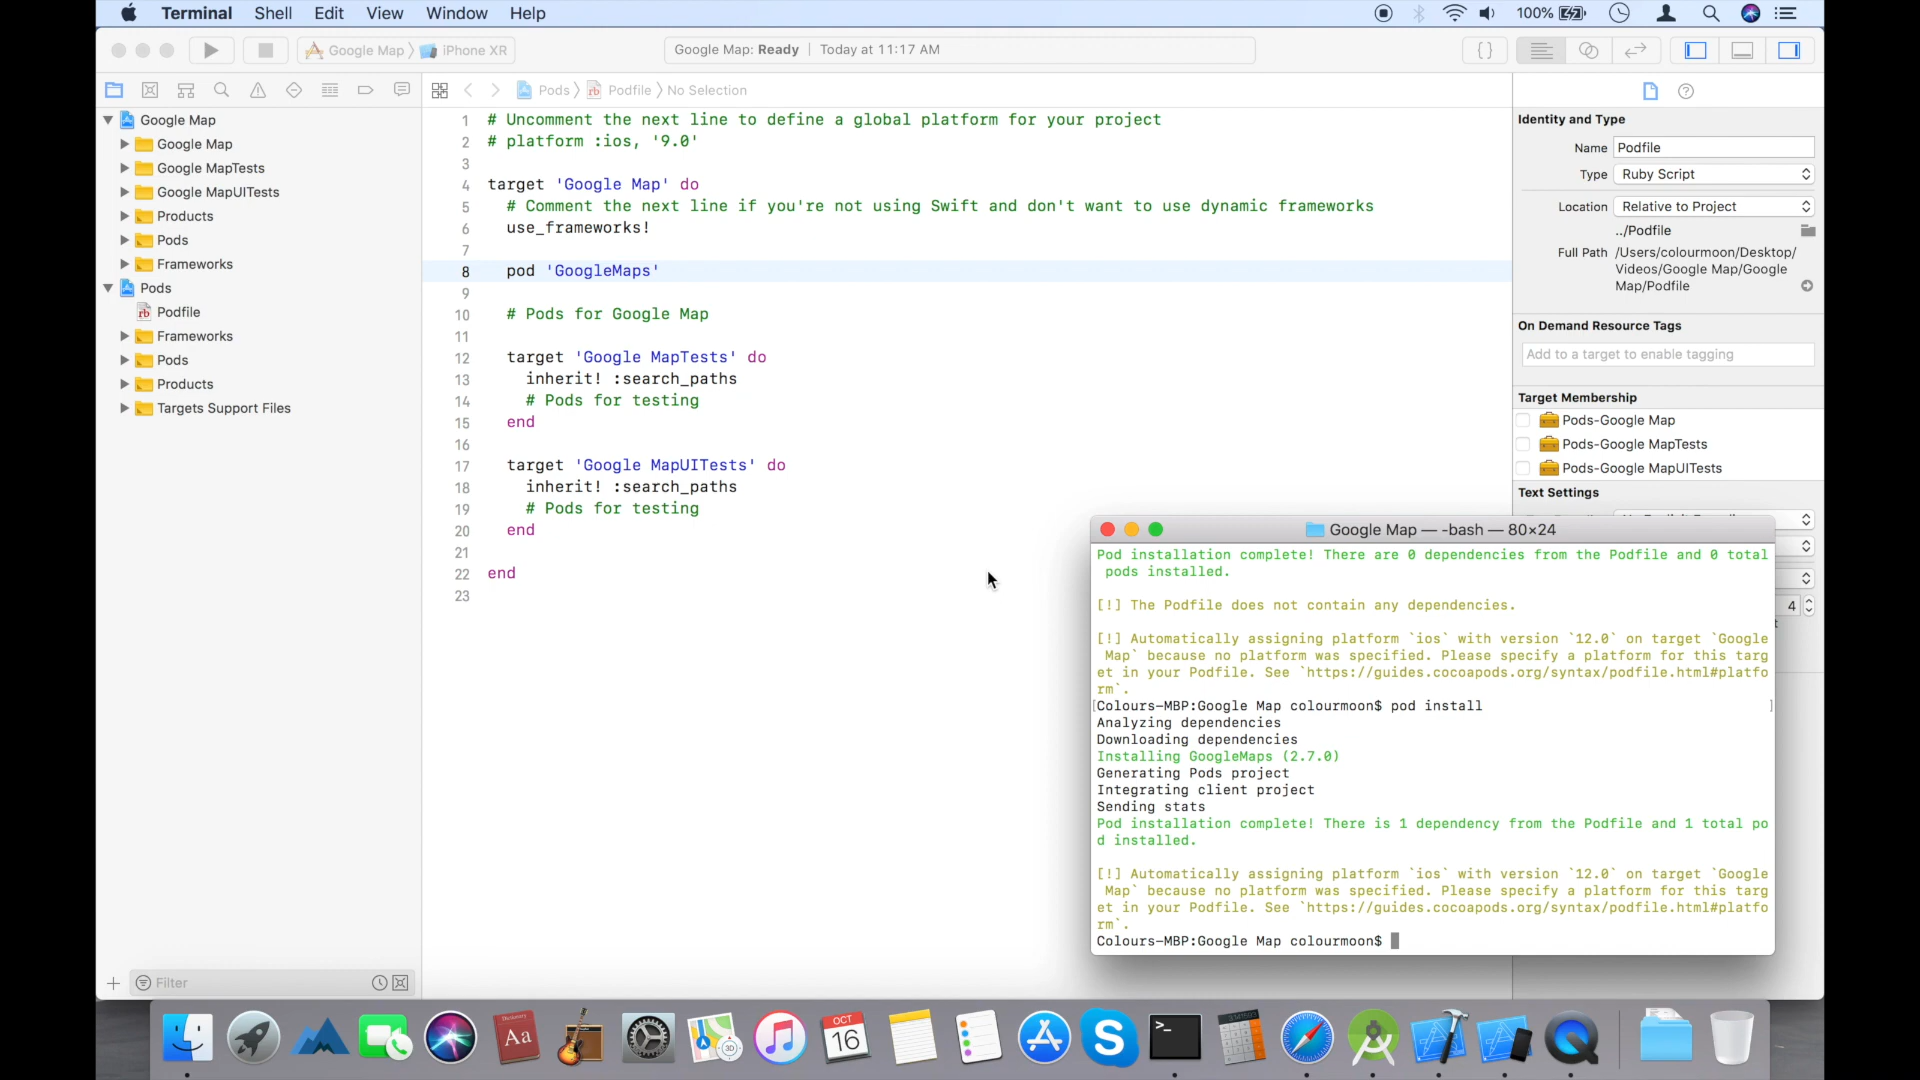 Terminal Shell Edit View Window Help 100%
Google Map iPhone XR Google Map: Ready Today at 11:17 AM { }
Pods Podfile No Selection
Google Map
Google Map
Google MapTests
Google MapUITests
Products
Pods
Frameworks
Pods
Podfile
Frameworks
Pods
Products
Targets Support Files
Filter
1 # Uncomment the next line to define a global platform for your project
2 # platform :ios, '9.0'
3
4 target 'Google Map' do
5 # Comment the next line if you're not using Swift and don't want to use dynamic frameworks
6 use_frameworks!
7
8 pod 'GoogleMaps'
9
10 # Pods for Google Map
11
12 target 'Google MapTests' do
13 inherit! :search_paths
14 # Pods for testing
15 end
16
17 target 'Google MapUITests' do
18 inherit! :search_paths
19 # Pods for testing
20 end
21
22 end
23
Identity and Type
Name Podfile
Type Ruby Script
Location Relative to Project
../Podfile
Full Path /Users/colourmoon/Desktop/
Videos/Google Map/Google
Map/Podfile
On Demand Resource Tags
Add to a target to enable tagging
Target Membership
Pods-Google Map
Pods-Google MapTests
Pods-Google MapUITests
Text Settings
4
Google Map — -bash — 80×24
Pod installation complete! There are 0 dependencies from the Podfile and 0 total
pods installed.
[!] The Podfile does not contain any dependencies.
[!] Automatically assigning platform `ios` with version `12.0` on target `Google
Map` because no platform was specified. Please specify a platform for this targ
et in your Podfile. See `https://guides.cocoapods.org/syntax/podfile.html#platfo
rm`.
[Colours-MBP:Google Map colourmoon$ pod install ]
Analyzing dependencies
Downloading dependencies
Installing GoogleMaps (2.7.0)
Generating Pods project
Integrating client project
Sending stats
Pod installation complete! There is 1 dependency from the Podfile and 1 total po
d installed.
[!] Automatically assigning platform `ios` with version `12.0` on target `Google
Map` because no platform was specified. Please specify a platform for this targ
et in your Podfile. See `https://guides.cocoapods.org/syntax/podfile.html#platfo
rm`.
Colours-MBP:Google Map colourmoon$
Dictionary
Aa
3D
OCT
16
S
>_